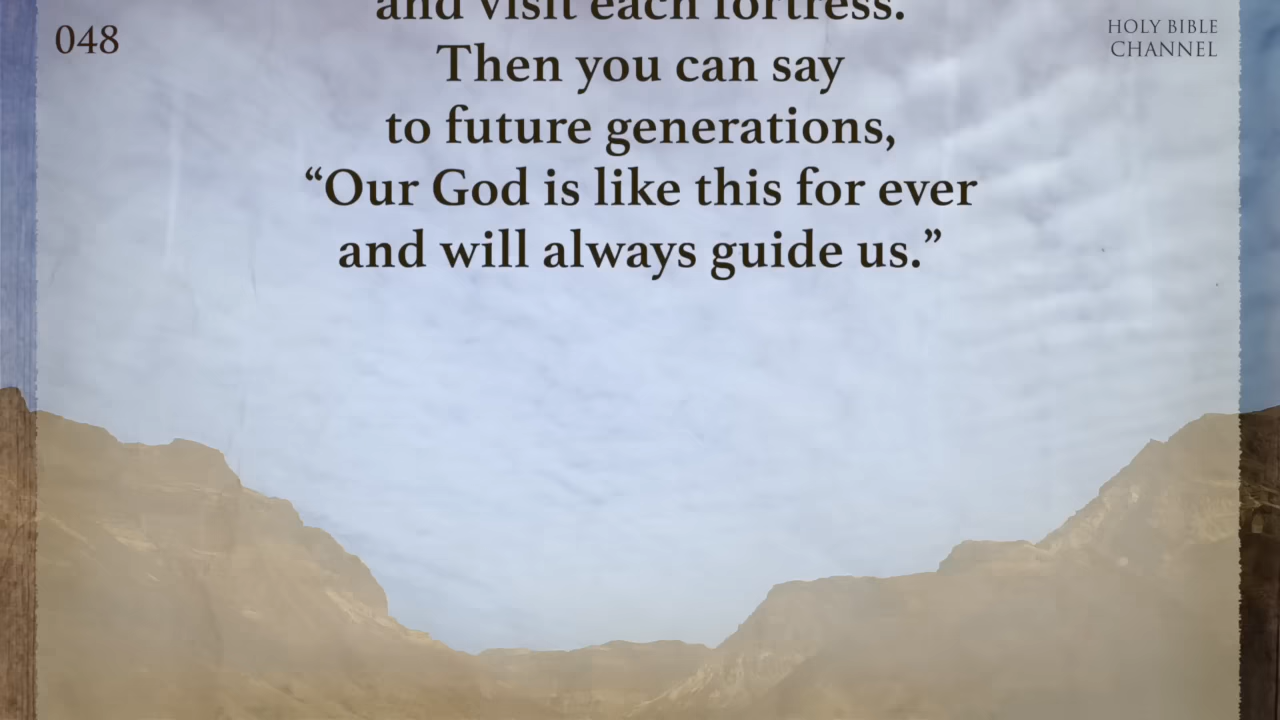 048
HOLY BIBLE
CHANNEL
and visit each fortress.
Then you can say
to future generations,
“Our God is like this for ever
and will always guide us.”